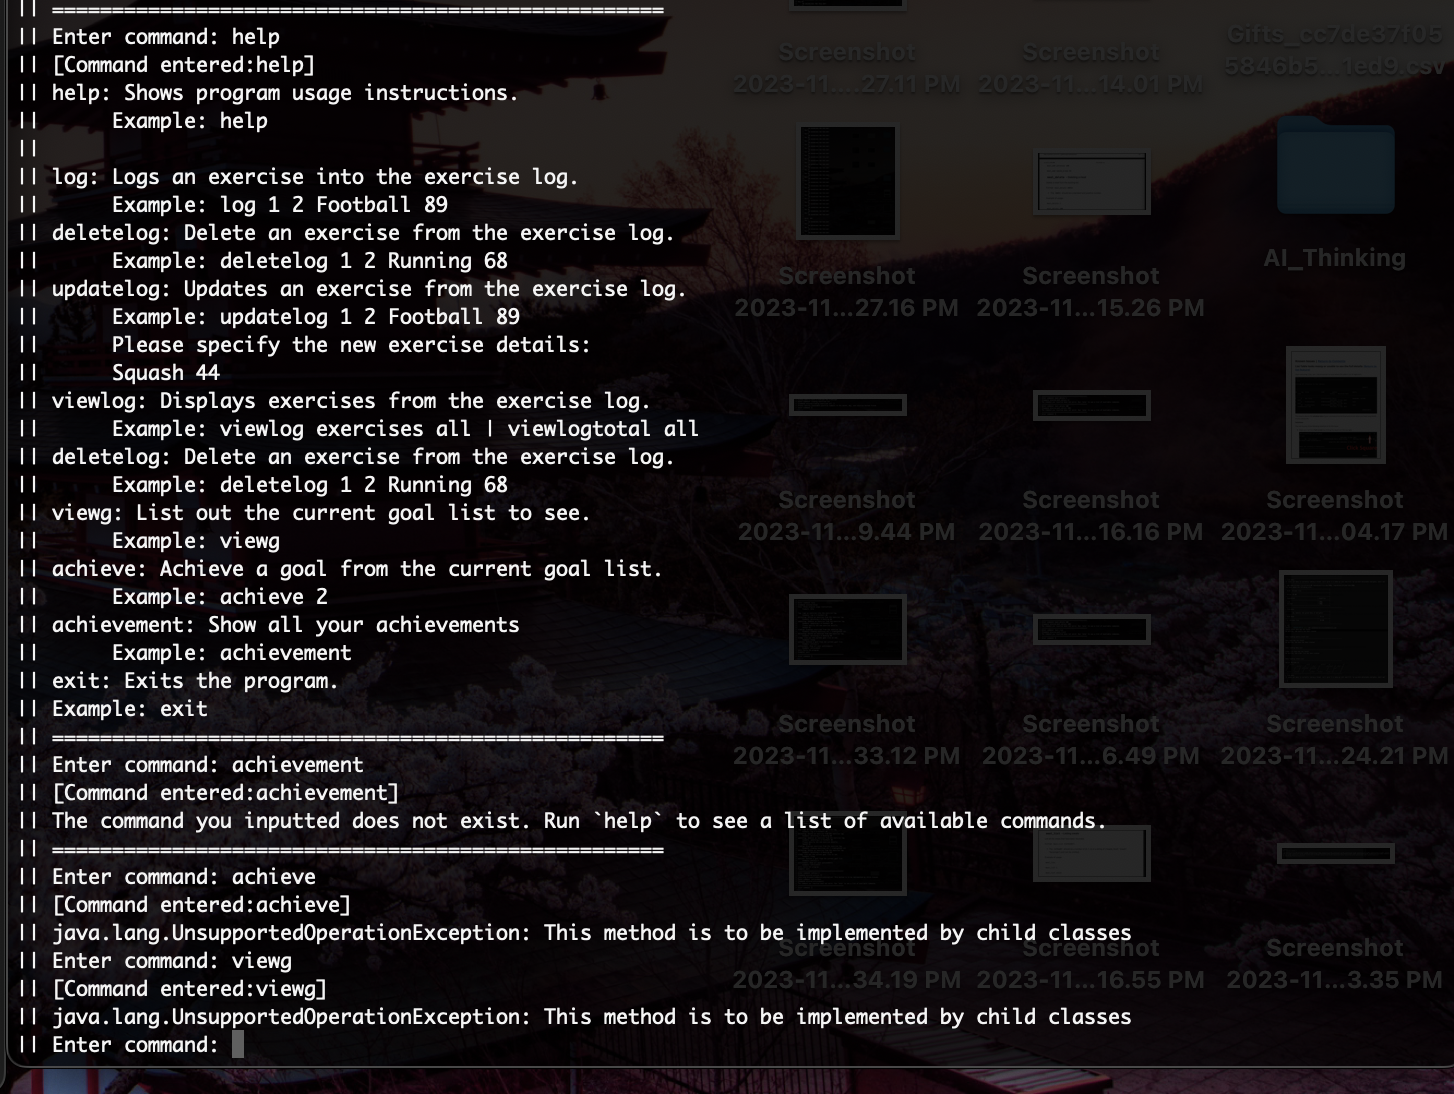 || ===================================================
|| Enter command: help
|| [Command entered:help]
|| help: Shows program usage instructions.
||      Example: help
||
|| log: Logs an exercise into the exercise log.
||      Example: log 1 2 Football 89
|| deletelog: Delete an exercise from the exercise log.
||      Example: deletelog 1 2 Running 68
|| updatelog: Updates an exercise from the exercise log.
||      Example: updatelog 1 2 Football 89
||      Please specify the new exercise details:
||      Squash 44
|| viewlog: Displays exercises from the exercise log.
||      Example: viewlog exercises all | viewlogtotal all
|| deletelog: Delete an exercise from the exercise log.
||      Example: deletelog 1 2 Running 68
|| viewg: List out the current goal list to see.
||      Example: viewg
|| achieve: Achieve a goal from the current goal list.
||      Example: achieve 2
|| achievement: Show all your achievements
||      Example: achievement
|| exit: Exits the program.
|| Example: exit
|| ===================================================
|| Enter command: achievement
|| [Command entered:achievement]
|| The command you inputted does not exist. Run `help` to see a list of available commands.
|| ===================================================
|| Enter command: achieve
|| [Command entered:achieve]
|| java.lang.UnsupportedOperationException: This method is to be implemented by child classes
|| Enter command: viewg
|| [Command entered:viewg]
|| java.lang.UnsupportedOperationException: This method is to be implemented by child classes
|| Enter command:
Screenshot
2023-11....27.11 PM
Screenshot
2023-11...14.01 PM
Gifts_cc7de37f05
5846b5...1ed9.csv
Screenshot
2023-11...27.16 PM
Screenshot
2023-11...15.26 PM
AI_Thinking
Screenshot
2023-11...9.44 PM
Screenshot
2023-11...16.16 PM
Screenshot
2023-11...04.17 PM
Screenshot
2023-11...33.12 PM
Screenshot
2023-11...6.49 PM
Screenshot
2023-11...24.21 PM
Screenshot
2023-11...34.19 PM
Screenshot
2023-11...16.55 PM
Screenshot
2023-11...3.35 PM